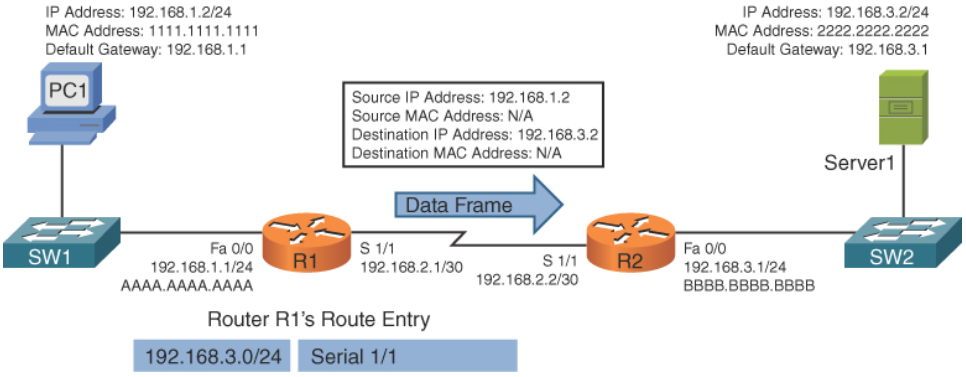 IP Address: 192.168.1.2/24
MAC Address: 1111.1111.1111
Default Gateway: 192.168.1.1
IP Address: 192.168.3.2/24
MAC Address: 2222.2222.2222
Default Gateway: 192.168.3.1
PC1
Source IP Address: 192.168.1.2
Source MAC Address: N/A
Destination IP Address: 192.168.3.2
Destination MAC Address: N/A
Server1
Data Frame
SW1
Fa 0/0
192.168.1.1/24
AAAA.AAAA.AAAA
R1
S 1/1
192.168.2.1/30
S 1/1
192.168.2.2/30
R2
Fa 0/0
192.168.3.1/24
BBBB.BBBB.BBBB
SW2
Router R1's Route Entry
192.168.3.0/24
Serial 1/1